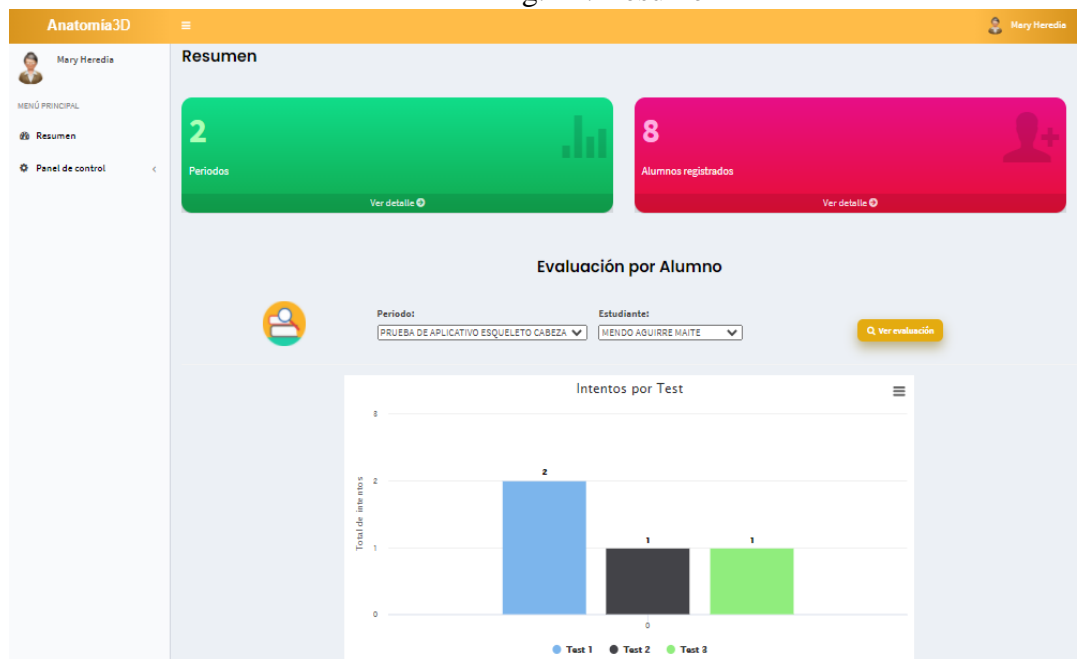 Anatomía3D
Mary Heredia
Mary Heredia
MENÚ PRINCIPAL
Resumen
Panel de control
Resumen
2
Periodos
Ver detalle
8
Alumnos registrados
Ver detalle
Evaluación por Alumno
Periodo:
PRUEBA DE APLICATIVO ESQUELETO CABEZA
Estudiante:
MENDO AGUIRRE MAITE
Ver evaluación
Intentos por Test
Total de intentos
3
2
1
0
2
1
1
0
Test 1 Test 2 Test 3